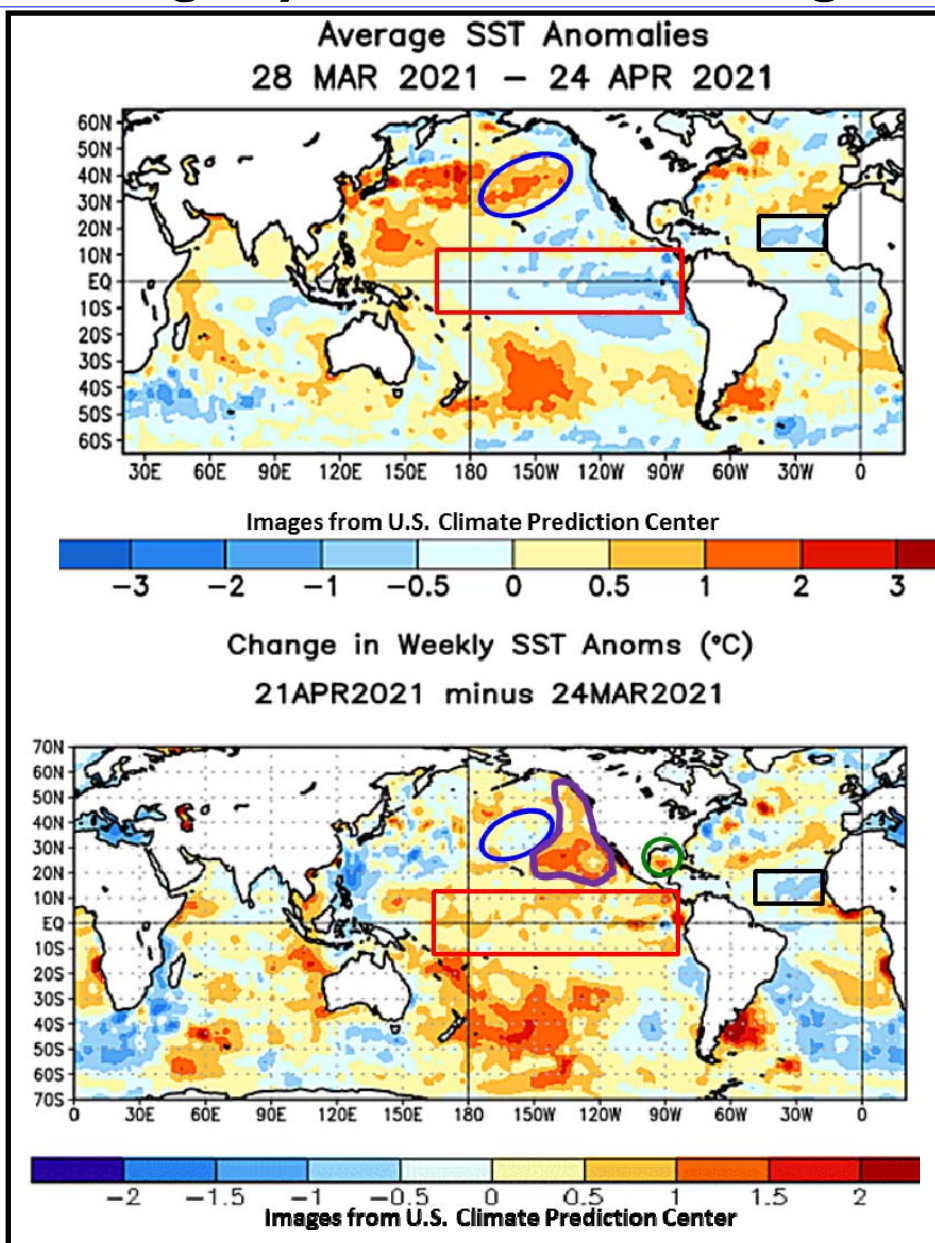 Average SST Anomalies
28 MAR 2021 – 24 APR 2021
60N
50N
40N
30N
20N
10N
EQ
10S
20S
30S
40S
50S
60S
30E 60E 90E 120E 150E 180 150W 120W 90W 60W 30W 0
Images from U.S. Climate Prediction Center
−3 −2 −1 −0.5 0 0.5 1 2 3
Change in Weekly SST Anoms (°C)
21APR2021 minus 24MAR2021
70N
60N
50N
40N
30N
20N
10N
EQ
10S
20S
30S
40S
50S
60S
70S
0 30E 60E 90E 120E 150E 180 150W 120W 90W 60W 30W 0
−2 −1.5 −1 −0.5 0 0.5 1 1.5 2
Images from U.S. Climate Prediction Center